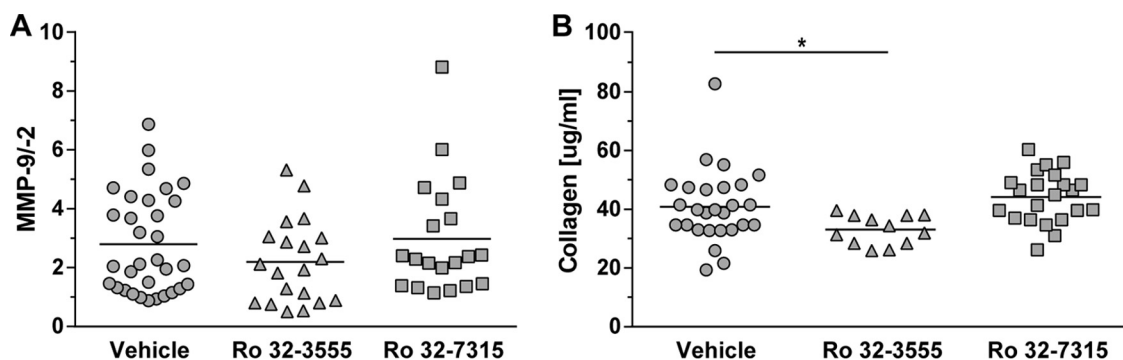 A
MMP-9/-2
10
8
6
4
2
0
Vehicle
Ro 32-3555
Ro 32-7315
B
Collagen [ug/ml]
100
80
60
40
20
0
*
Vehicle
Ro 32-3555
Ro 32-7315